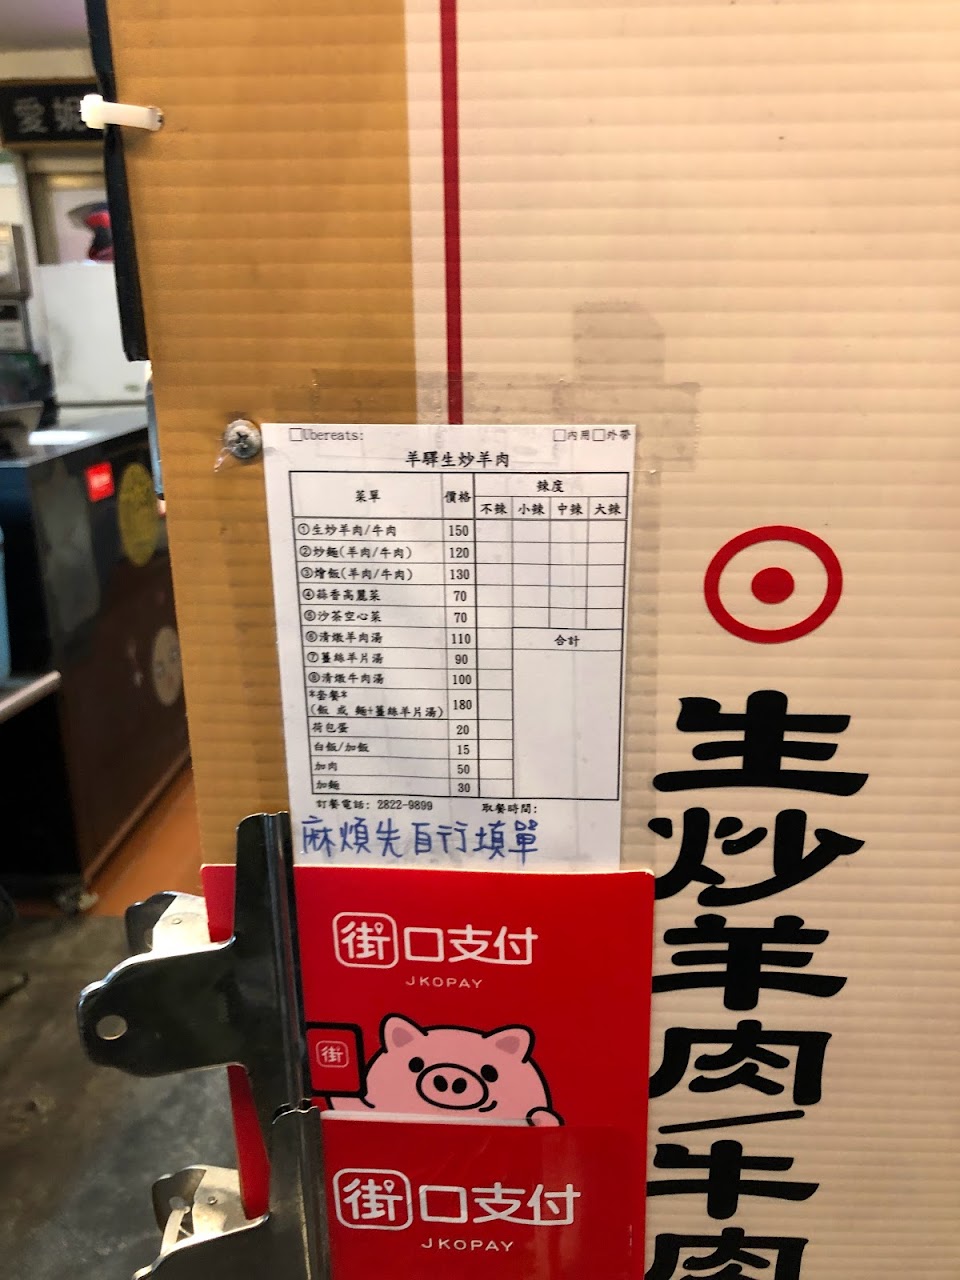 愛
□Ubereats: □內用□外帶
羊驛生炒羊肉
菜單 價格 辣度
不辣 小辣 中辣 大辣
①生炒羊肉/牛肉 150
②炒麵(羊肉/牛肉) 120
③燴飯(羊肉/牛肉) 130
④蒜香高麗菜 70
⑤沙茶空心菜 70
⑥清燉羊肉湯 110 合計
⑦薑絲羊片湯 90
⑧清燉牛肉湯 100
*套餐*
(飯 或 麵+薑絲羊片湯) 180
荷包蛋 20
白飯/加飯 15
加肉 50
加麵 30
訂餐電話: 2822-9899 取餐時間:
麻煩先自行填單
街口支付
JKOPAY
街
街口支付
JKOPAY
生炒羊肉/牛肉